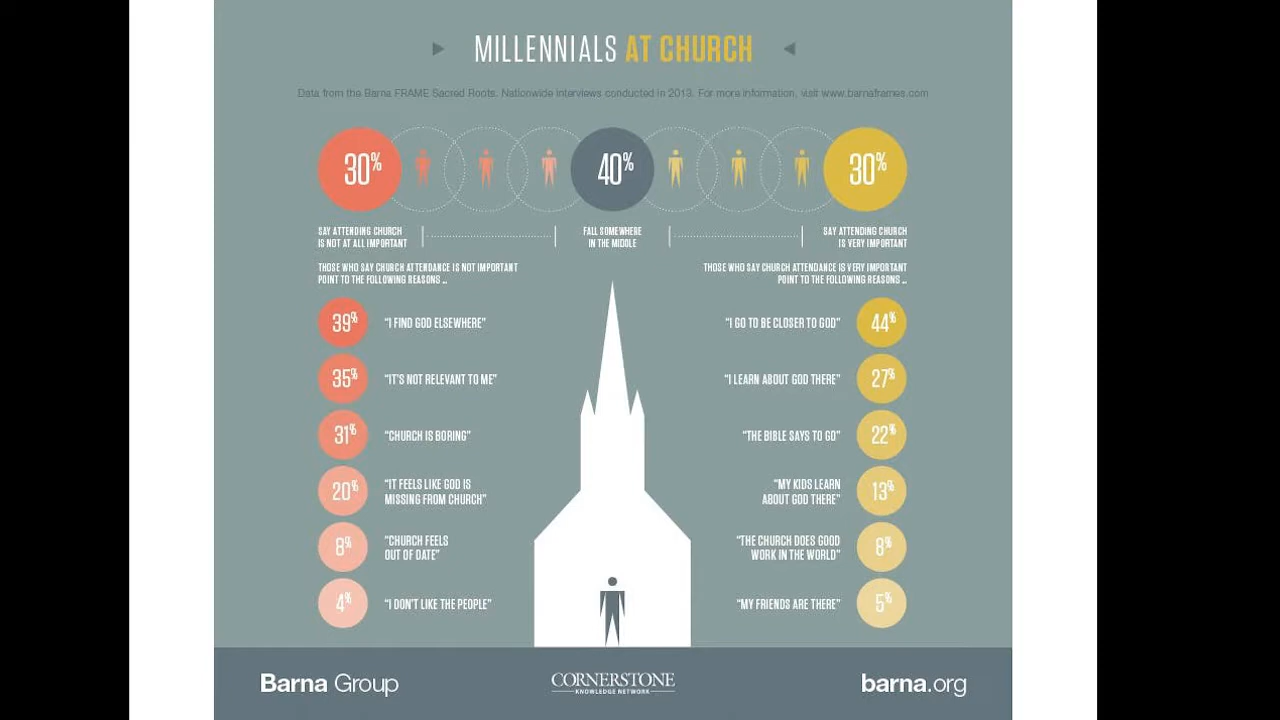 MILLENNIALS AT CHURCH
Data from the Barna FRAME Sacred Roots. Nationwide interviews conducted in 2013. For more information, visit www.barnaframes.com
30%
40%
30%
SAY ATTENDING CHURCH
IS NOT AT ALL IMPORTANT
FALL SOMEWHERE
IN THE MIDDLE
SAY ATTENDING CHURCH
IS VERY IMPORTANT
THOSE WHO SAY CHURCH ATTENDANCE IS NOT IMPORTANT
POINT TO THE FOLLOWING REASONS ...
39% "I FIND GOD ELSEWHERE"
35% "IT'S NOT RELEVANT TO ME"
31% "CHURCH IS BORING"
20% "IT FEELS LIKE GOD IS
MISSING FROM CHURCH"
8% "CHURCH FEELS
OUT OF DATE"
4% "I DON'T LIKE THE PEOPLE"
THOSE WHO SAY CHURCH ATTENDANCE IS VERY IMPORTANT
POINT TO THE FOLLOWING REASONS ...
"I GO TO BE CLOSER TO GOD" 44%
"I LEARN ABOUT GOD THERE" 27%
"THE BIBLE SAYS TO GO" 22%
"MY KIDS LEARN
ABOUT GOD THERE" 13%
"THE CHURCH DOES GOOD
WORK IN THE WORLD" 8%
"MY FRIENDS ARE THERE" 5%
Barna Group
CORNERSTONE
KNOWLEDGE NETWORK
barna.org